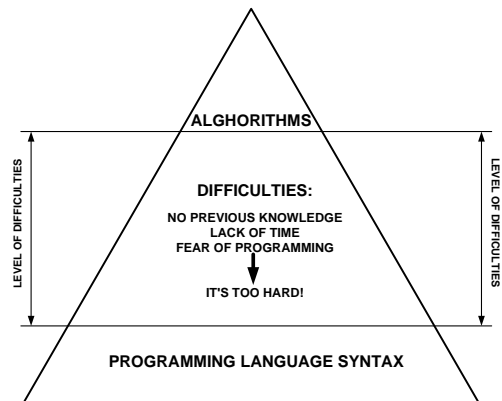 ALGHORITHMS
LEVEL OF DIFFICULTIES
DIFFICULTIES:
NO PREVIOUS KNOWLEDGE
LACK OF TIME
FEAR OF PROGRAMMING
IT'S TOO HARD!
LEVEL OF DIFFICULTIES
PROGRAMMING LANGUAGE SYNTAX